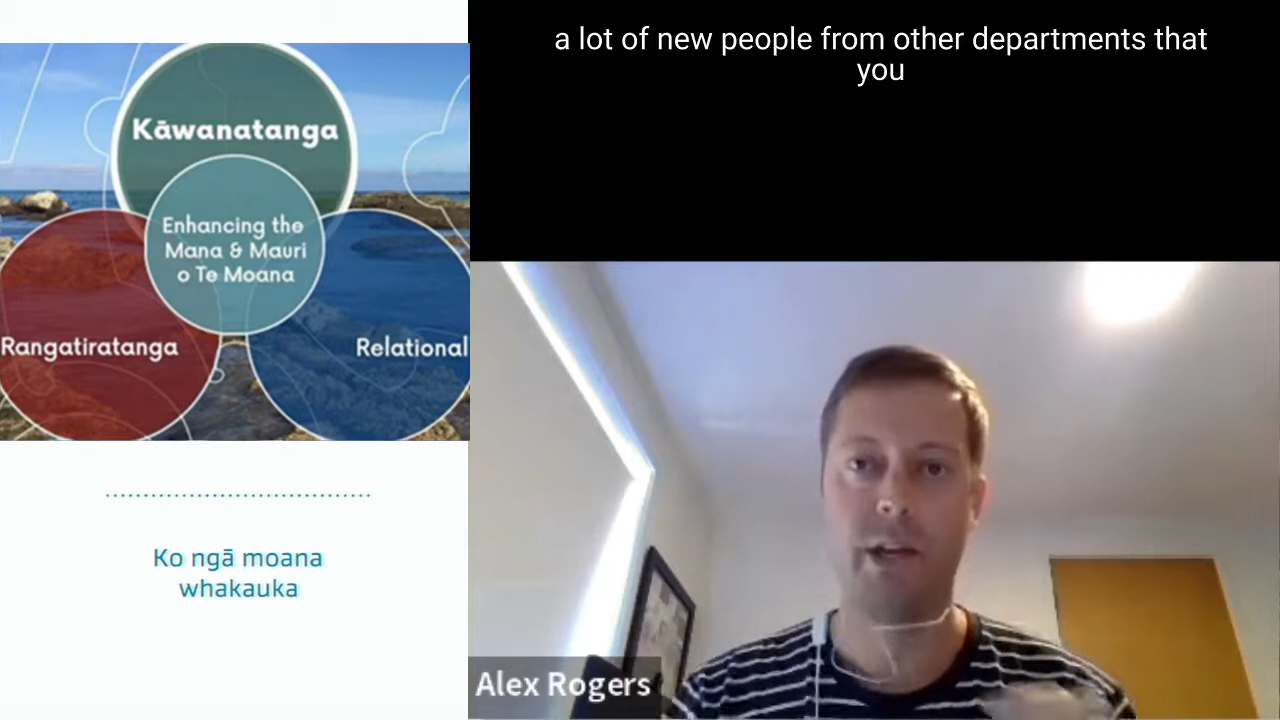 Kāwanatanga
Enhancing the
Mana & Mauri
o Te Moana
Rangatiratanga
Relational
Ko ngā moana
whakauka
a lot of new people from other departments that
you
Alex Rogers